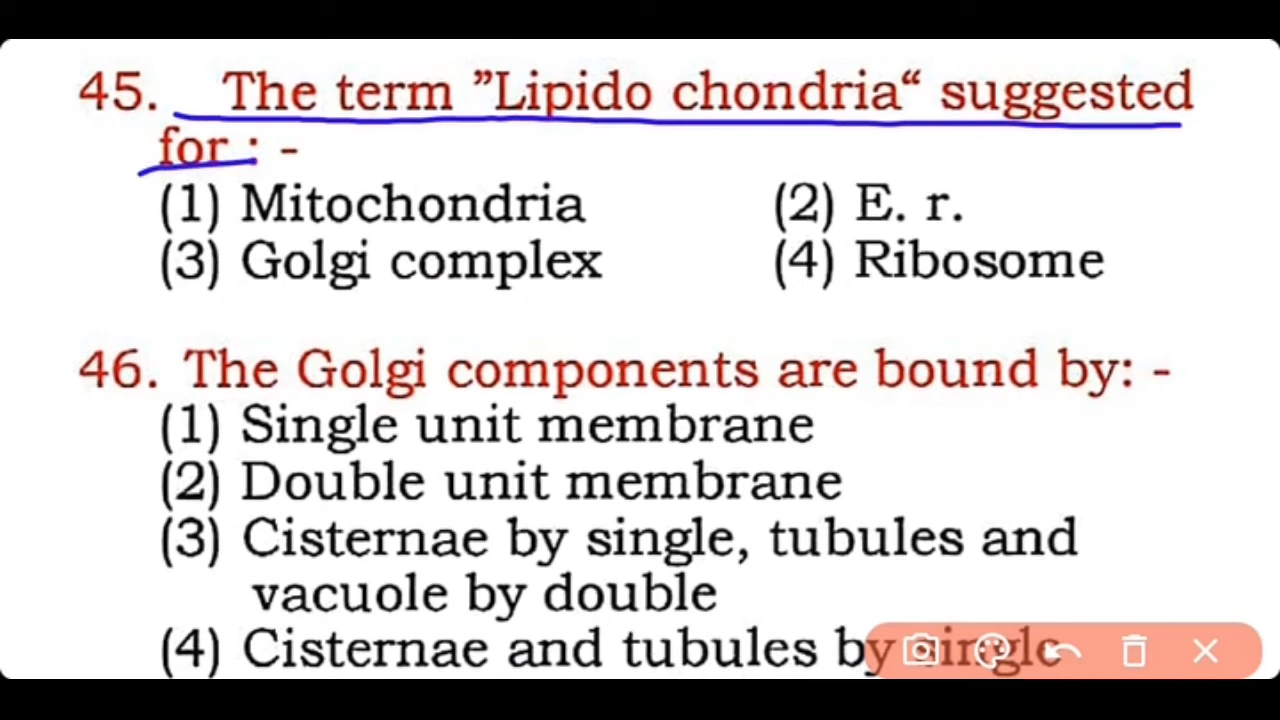 45. The term ”Lipido chondria“ suggested
for : -
(1) Mitochondria (2) E. r.
(3) Golgi complex (4) Ribosome
46. The Golgi components are bound by: -
(1) Single unit membrane
(2) Double unit membrane
(3) Cisternae by single, tubules and
vacuole by double
(4) Cisternae and tubules by single